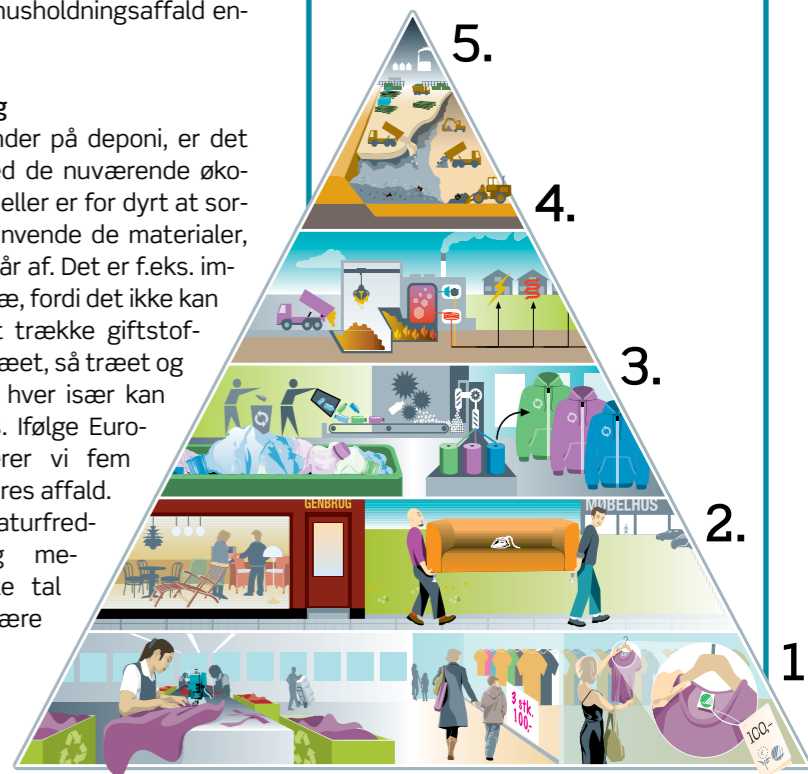 husholdningsaffald en-
g
nder på deponi, er det
ed de nuværende øko-
eller er for dyrt at sor-
nvende de materialer,
år af. Det er f.eks. im-
æ, fordi det ikke kan
t trække giftstof-
æet, så træet og
hver især kan
s. Ifølge Euro-
erer vi fem
res affald.
aturfred-
g me-
e tal
ære
5.
4.
3.
GENBRUG
MØBELHUS
2.
1
3 stk.
100,-
100,-